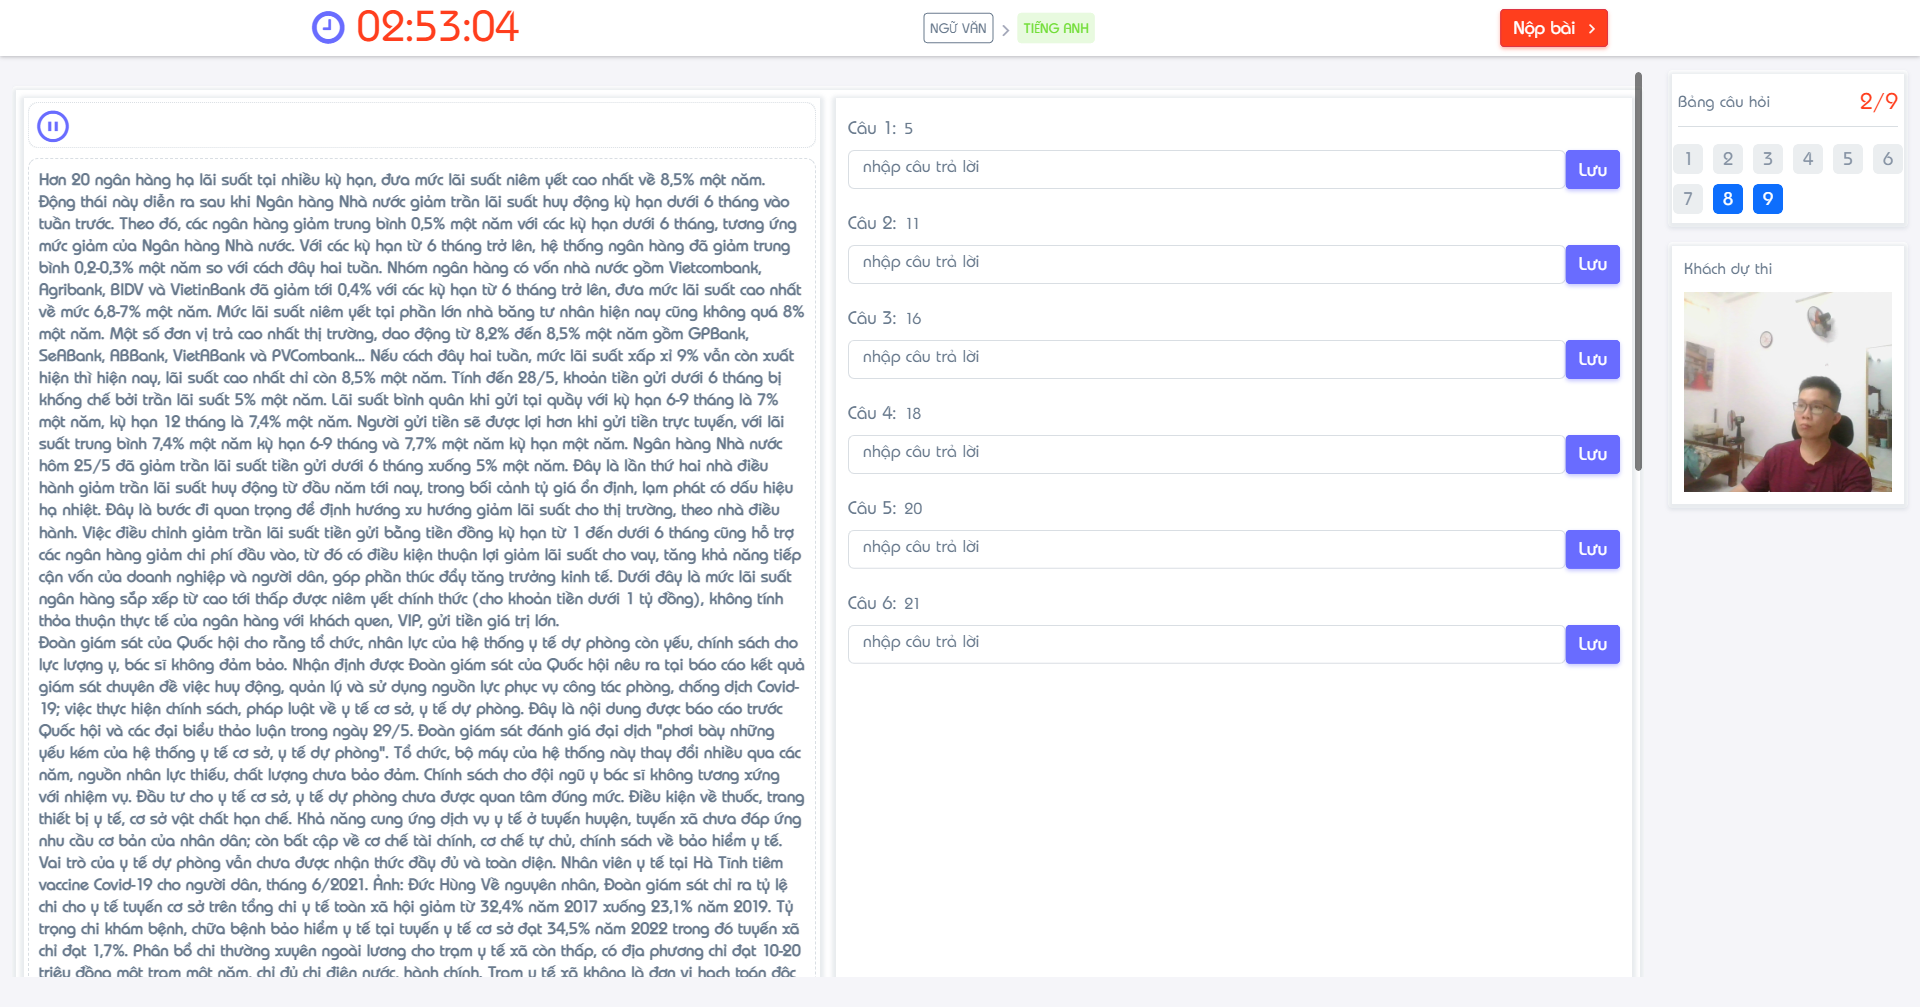 02:53:04
NGỮ VĂN
TIẾNG ANH
Nộp bài
Hơn 20 ngân hàng hạ lãi suất tại nhiều kỳ hạn, đưa mức lãi suất niêm yết cao nhất về 8,5% một năm.
Động thái này diễn ra sau khi Ngân hàng Nhà nước giảm trần lãi suất huy động kỳ hạn dưới 6 tháng vào
tuần trước. Theo đó, các ngân hàng giảm trung bình 0,5% một năm với các kỳ hạn dưới 6 tháng, tương ứng
mức giảm của Ngân hàng Nhà nước. Với các kỳ hạn từ 6 tháng trở lên, hệ thống ngân hàng đã giảm trung
bình 0,2-0,3% một năm so với cách đây hai tuần. Nhóm ngân hàng có vốn nhà nước gồm Vietcombank,
Agribank, BIDV và VietinBank đã giảm tới 0,4% với các kỳ hạn từ 6 tháng trở lên, đưa mức lãi suất cao nhất
về mức 6,8-7% một năm. Mức lãi suất niêm yết tại phần lớn nhà băng tư nhân hiện nay cũng không quá 8%
một năm. Một số đơn vị trả cao nhất thị trường, dao động từ 8,2% đến 8,5% một năm gồm GPBank,
SeABank, ABBank, VietABank và PVCombank... Nếu cách đây hai tuần, mức lãi suất xấp xỉ 9% vẫn còn xuất
hiện thì hiện nay, lãi suất cao nhất chỉ còn 8,5% một năm. Tính đến 28/5, khoản tiền gửi dưới 6 tháng bị
khống chế bởi trần lãi suất 5% một năm. Lãi suất bình quân khi gửi tại quầy với kỳ hạn 6-9 tháng là 7%
một năm, kỳ hạn 12 tháng là 7,4% một năm. Người gửi tiền sẽ được lợi hơn khi gửi tiền trực tuyến, với lãi
suất trung bình 7,4% một năm kỳ hạn 6-9 tháng và 7,7% một năm kỳ hạn một năm. Ngân hàng Nhà nước
hôm 25/5 đã giảm trần lãi suất tiền gửi dưới 6 tháng xuống 5% một năm. Đây là lần thứ hai nhà điều
hành giảm trần lãi suất huy động từ đầu năm tới nay, trong bối cảnh tỷ giá ổn định, lạm phát có dấu hiệu
hạ nhiệt. Đây là bước đi quan trọng để định hướng xu hướng giảm lãi suất cho thị trường, theo nhà điều
hành. Việc điều chỉnh giảm trần lãi suất tiền gửi bằng tiền đồng kỳ hạn từ 1 đến dưới 6 tháng cũng hỗ trợ
các ngân hàng giảm chi phí đầu vào, từ đó có điều kiện thuận lợi giảm lãi suất cho vay, tăng khả năng tiếp
cận vốn của doanh nghiệp và người dân, góp phần thúc đẩy tăng trưởng kinh tế. Dưới đây là mức lãi suất
ngân hàng sắp xếp từ cao tới thấp được niêm yết chính thức (cho khoản tiền dưới 1 tỷ đồng), không tính
thỏa thuận thực tế của ngân hàng với khách quen, VIP, gửi tiền giá trị lớn.
Đoàn giám sát của Quốc hội cho rằng tổ chức, nhân lực của hệ thống y tế dự phòng còn yếu, chính sách cho
lực lượng y, bác sĩ không đảm bảo. Nhận định được Đoàn giám sát của Quốc hội nêu ra tại báo cáo kết quả
giám sát chuyên đề việc huy động, quản lý và sử dụng nguồn lực phục vụ công tác phòng, chống dịch Covid-
19; việc thực hiện chính sách, pháp luật về y tế cơ sở, y tế dự phòng. Đây là nội dung được báo cáo trước
Quốc hội và các đại biểu thảo luận trong ngày 29/5. Đoàn giám sát đánh giá đại dịch "phơi bày những
yếu kém của hệ thống y tế cơ sở, y tế dự phòng". Tổ chức, bộ máy của hệ thống này thay đổi nhiều qua các
năm, nguồn nhân lực thiếu, chất lượng chưa bảo đảm. Chính sách cho đội ngũ y bác sĩ không tương xứng
với nhiệm vụ. Đầu tư cho y tế cơ sở, y tế dự phòng chưa được quan tâm đúng mức. Điều kiện về thuốc, trang
thiết bị y tế, cơ sở vật chất hạn chế. Khả năng cung ứng dịch vụ y tế ở tuyến huyện, tuyến xã chưa đáp ứng
nhu cầu cơ bản của nhân dân; còn bất cập về cơ chế tài chính, cơ chế tự chủ, chính sách về bảo hiểm y tế.
Vai trò của y tế dự phòng vẫn chưa được nhận thức đầy đủ và toàn diện. Nhân viên y tế tại Hà Tĩnh tiêm
vaccine Covid-19 cho người dân, tháng 6/2021. Ảnh: Đức Hùng Về nguyên nhân, Đoàn giám sát chỉ ra tỷ lệ
chi cho y tế tuyến cơ sở trên tổng chi y tế toàn xã hội giảm từ 32,4% năm 2017 xuống 23,1% năm 2019. Tỷ
trọng chi khám bệnh, chữa bệnh bảo hiểm y tế tại tuyến y tế cơ sở đạt 34,5% năm 2022 trong đó tuyến xã
chỉ đạt 1,7%. Phân bổ chi thường xuyên ngoài lương cho trạm y tế xã còn thấp, có địa phương chỉ đạt 10-20
triệu đồng một trạm một năm, chỉ đủ chi điện nước, hành chính. Trạm y tế xã không là đơn vị hạch toán độc
Câu 1: 5
nhập câu trả lời
Lưu
Câu 2: 11
nhập câu trả lời
Lưu
Câu 3: 16
nhập câu trả lời
Lưu
Câu 4: 18
nhập câu trả lời
Lưu
Câu 5: 20
nhập câu trả lời
Lưu
Câu 6: 21
nhập câu trả lời
Lưu
Bảng câu hỏi
2/9
1 2 3 4 5 6
7 8 9
Khách dự thi